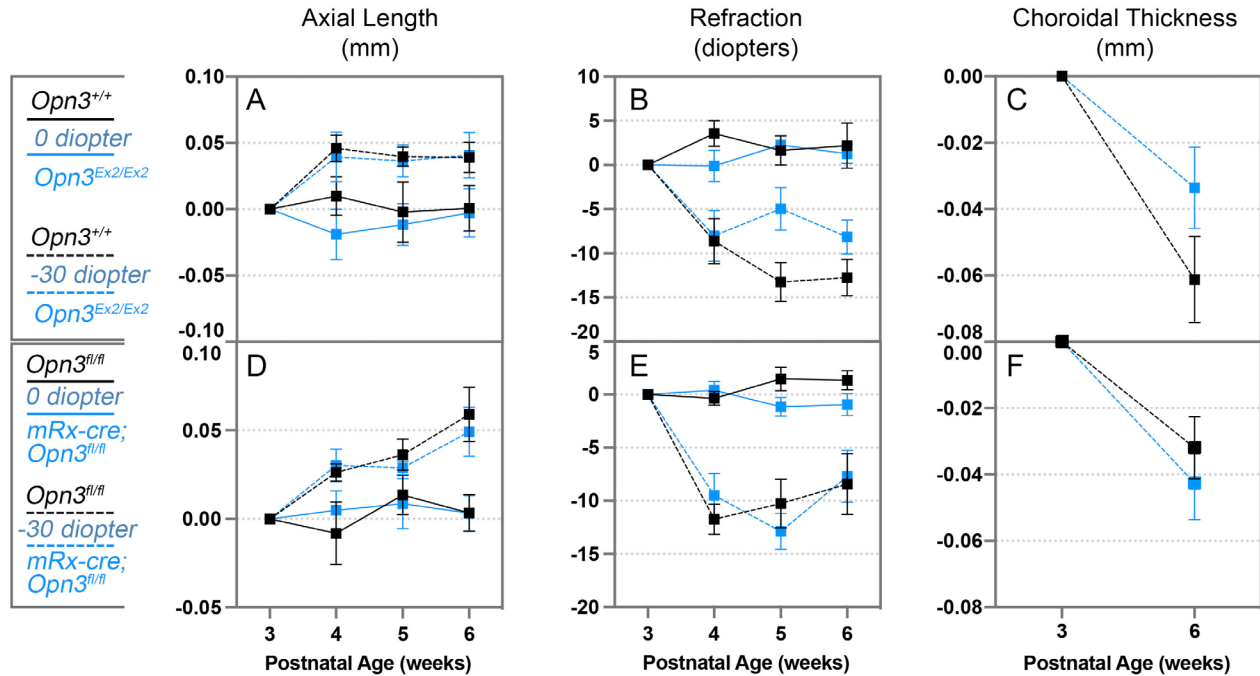 Axial Length
(mm)
Refraction
(diopters)
Choroidal Thickness
(mm)
Opn3+/+
0 diopter
Opn3Ex2/Ex2
Opn3+/+
-30 diopter
Opn3Ex2/Ex2
A
0.10
0.05
0.00
-0.05
-0.10
B
10
5
0
-5
-10
-15
-20
C
0.00
-0.02
-0.04
-0.06
-0.08
Opn3fl/fl
0 diopter
mRx-cre;
Opn3fl/fl
Opn3fl/fl
-30 diopter
mRx-cre;
Opn3fl/fl
D
0.10
0.05
0.00
-0.05
3 4 5 6
Postnatal Age (weeks)
E
5
0
-5
-10
-15
-20
3 4 5 6
Postnatal Age (weeks)
F
0.00
-0.02
-0.04
-0.06
-0.08
3 6
Postnatal Age (weeks)